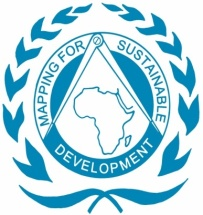 MAPPING FOR SUSTAINABLE
DEVELOPMENT